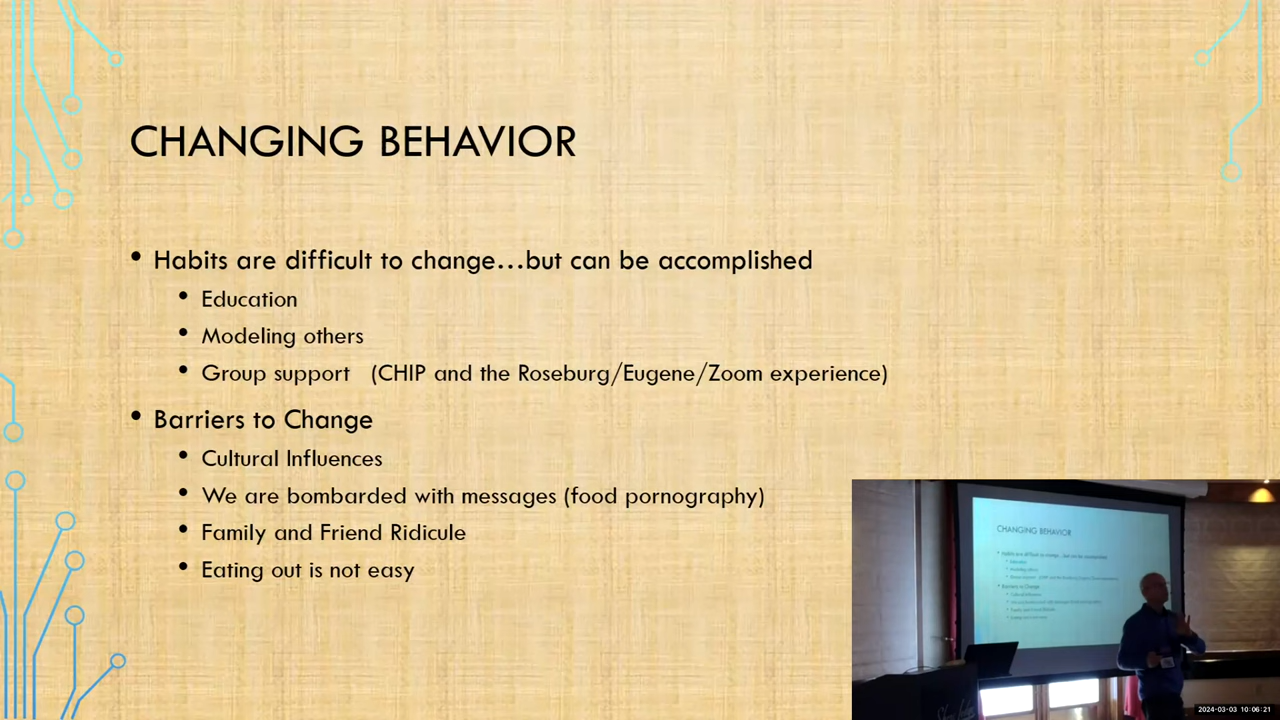 CHANGING BEHAVIOR
• Habits are difficult to change...but can be accomplished
• Education
• Modeling others
• Group support (CHIP and the Roseburg/Eugene/Zoom experience)
• Barriers to Change
• Cultural Influences
• We are bombarded with messages (food pornography)
• Family and Friend Ridicule
• Eating out is not easy
CHANGING BEHAVIOR
2024-03-03 10:06:21